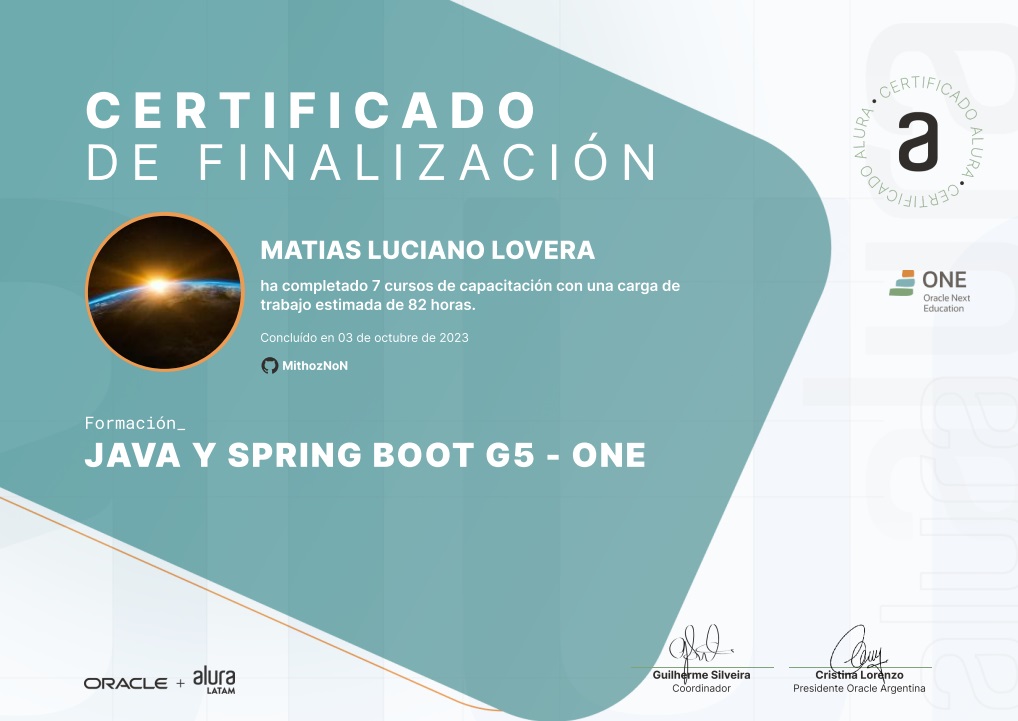 CERTIFICADO
DE FINALIZACIÓN
CERTIFICADO ALURA • CERTIFICADO ALURA •
a
MATIAS LUCIANO LOVERA
ha completado 7 cursos de capacitación con una carga de
trabajo estimada de 82 horas.
Concluído en 03 de octubre de 2023
MithozNoN
ONE
Oracle Next
Education
Formación_
JAVA Y SPRING BOOT G5 - ONE
alura
ORACLE + alura
LATAM
Guilherme Silveira
Coordinador
Cristina Lorenzo
Presidente Oracle Argentina